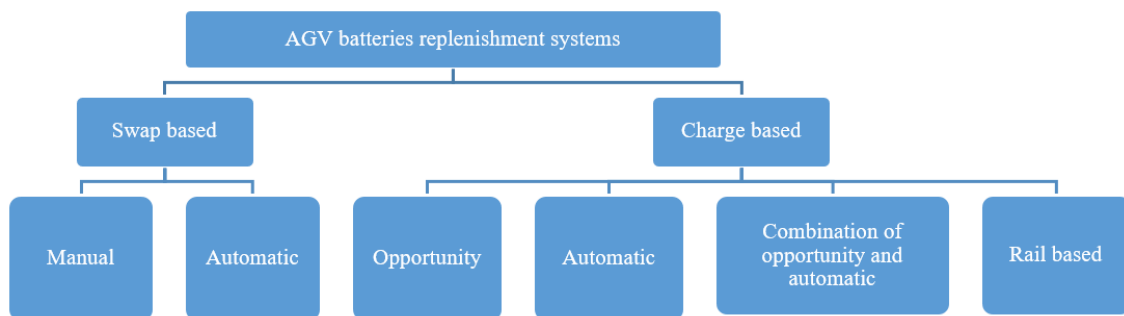 AGV batteries replenishment systems
Swap based
Charge based
Manual
Automatic
Opportunity
Automatic
Combination of
opportunity and
automatic
Rail based